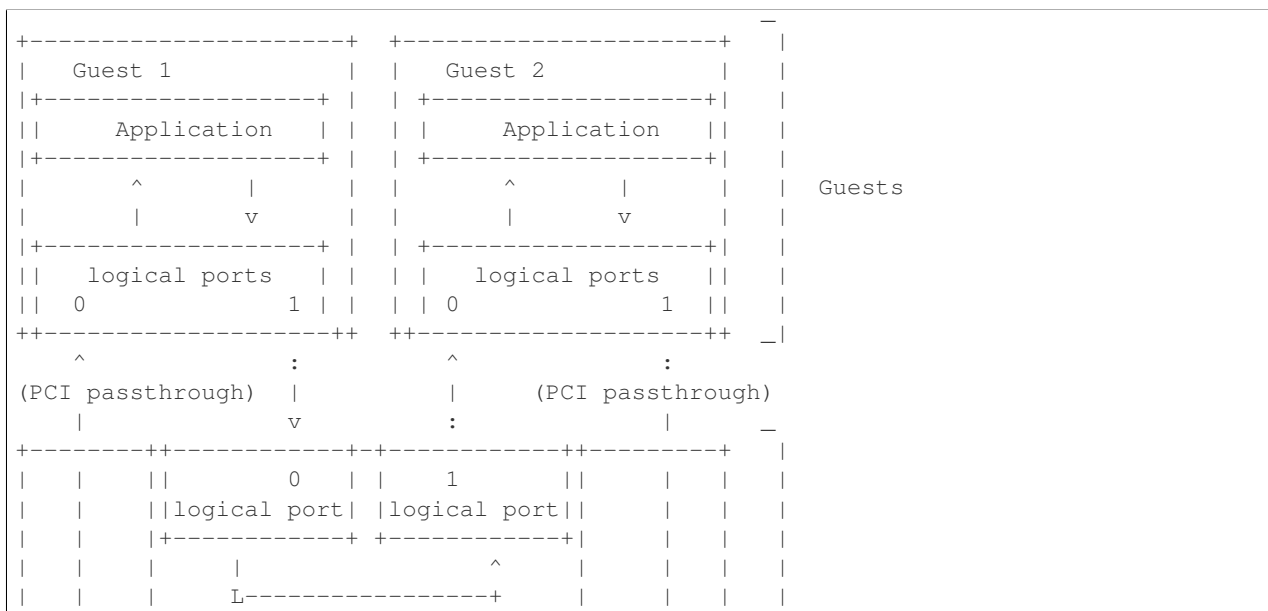 _
+---------------------+  +----------------------+   |
|   Guest 1           |  |   Guest 2            |   |
|+-------------------+ |  | +-------------------+|   |
||     Application   | |  | |     Application   ||   |
|+-------------------+ |  | +-------------------+|   |
|       ^       |      |  |       ^       |      |   |  Guests
|       |       v      |  |       |       v      |   |
|+-------------------+ |  | +-------------------+|   |
||   logical ports   | |  | |   logical ports   ||   |
||  0              1 | |  | | 0              1  ||   |
++--------------------++  ++--------------------++  _|
    ^              :          ^              :
(PCI passthrough)  |          |     (PCI passthrough)
    |              v          :              |      _
+--------++------------+-+------------++---------+   |
|   |   ||        0   | |    1       ||     |   |   |
|   |   ||logical port| |logical port||     |   |   |
|   |   |+------------+ +------------+|     |   |   |
|   |   |     |                 ^     |     |   |   |
|   |   |     L-----------------+     |     |   |   |